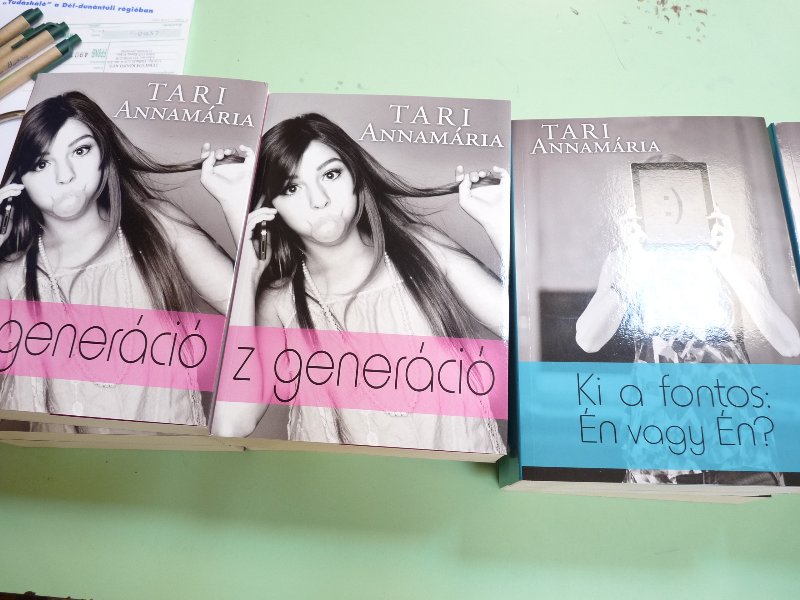 „Tudásháló” a Dél-dunántúli régióban
TARI
ANNAMÁRIA
generáció
TARI
ANNAMÁRIA
z generáció
TARI
ANNAMÁRIA
:)
Ki a fontos:
Én vagy Én?